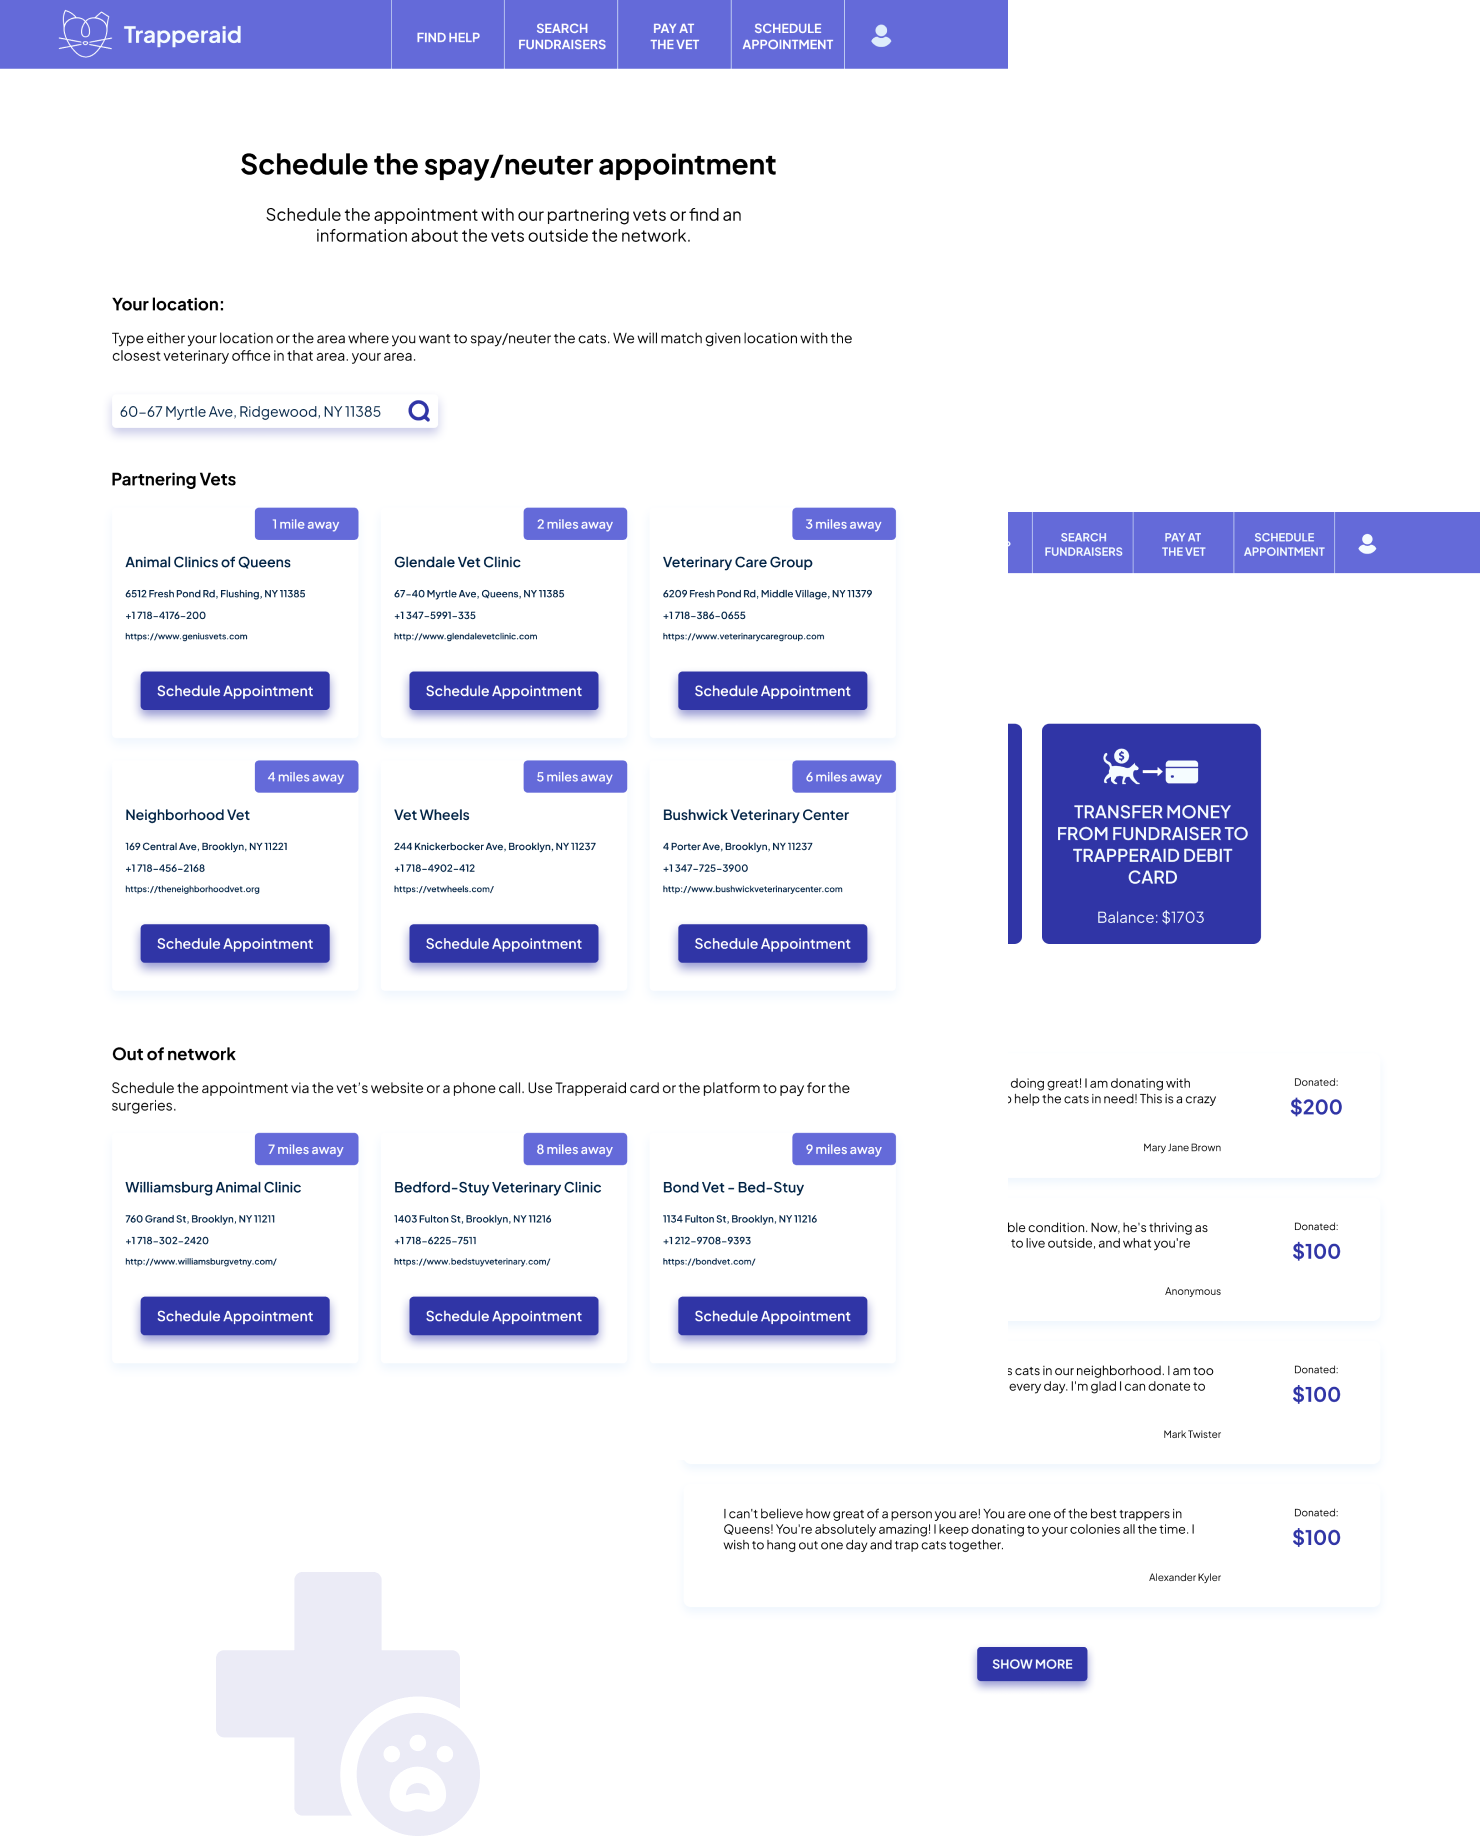 Trapperaid
FIND HELP
SEARCH
FUNDRAISERS
PAY AT
THE VET
SCHEDULE
APPOINTMENT
Schedule the spay/neuter appointment
Schedule the appointment with our partnering vets or find an
information about the vets outside the network.
Your location:
Type either your location or the area where you want to spay/neuter the cats. We will match given location with the
closest veterinary office in that area. your area.
60-67 Myrtle Ave, Ridgewood, NY 11385
Partnering Vets
1 mile away
Animal Clinics of Queens
6512 Fresh Pond Rd, Flushing, NY 11385
+1 718-4176-200
https://www.geniusvets.com
Schedule Appointment
2 miles away
Glendale Vet Clinic
67-40 Myrtle Ave, Queens, NY 11385
+1 347-5991-335
http://www.glendalevetclinic.com
Schedule Appointment
3 miles away
Veterinary Care Group
6209 Fresh Pond Rd, Middle Village, NY 11379
+1 718-386-0655
https://www.veterinarycaregroup.com
Schedule Appointment
4 miles away
Neighborhood Vet
169 Central Ave, Brooklyn, NY 11221
+1 718-456-2168
https://theneighborhoodvet.org
Schedule Appointment
5 miles away
Vet Wheels
244 Knickerbocker Ave, Brooklyn, NY 11237
+1 718-4902-412
https://vetwheels.com/
Schedule Appointment
6 miles away
Bushwick Veterinary Center
4 Porter Ave, Brooklyn, NY 11237
+1 347-725-3900
http://www.bushwickveterinarycenter.com
Schedule Appointment
Out of network
Schedule the appointment via the vet's website or a phone call. Use Trapperaid card or the platform to pay for the
surgeries.
7 miles away
Williamsburg Animal Clinic
760 Grand St, Brooklyn, NY 11211
+1 718-302-2420
http://www.williamsburgvetny.com/
Schedule Appointment
8 miles away
Bedford-Stuy Veterinary Clinic
1403 Fulton St, Brooklyn, NY 11216
+1 718-6225-7511
https://www.bedstuyveterinary.com/
Schedule Appointment
9 miles away
Bond Vet - Bed-Stuy
1134 Fulton St, Brooklyn, NY 11216
+1 212-9708-9393
https://bondvet.com/
Schedule Appointment
SEARCH
FUNDRAISERS
PAY AT
THE VET
SCHEDULE
APPOINTMENT
$
TRANSFER MONEY
FROM FUNDRAISER TO
TRAPPERAID DEBIT
CARD
Balance: $1703
doing great! I am donating with
help the cats in need! This is a crazy
Mary Jane Brown
Donated:
$200
condition. Now, he's thriving as
to live outside, and what you're
Anonymous
Donated:
$100
cats in our neighborhood. I am too
every day. I'm glad I can donate to
Mark Twister
Donated:
$100
I can't believe how great of a person you are! You are one of the best trappers in
Queens! You're absolutely amazing! I keep donating to your colonies all the time. I
wish to hang out one day and trap cats together.
Alexander Kyler
Donated:
$100
SHOW MORE